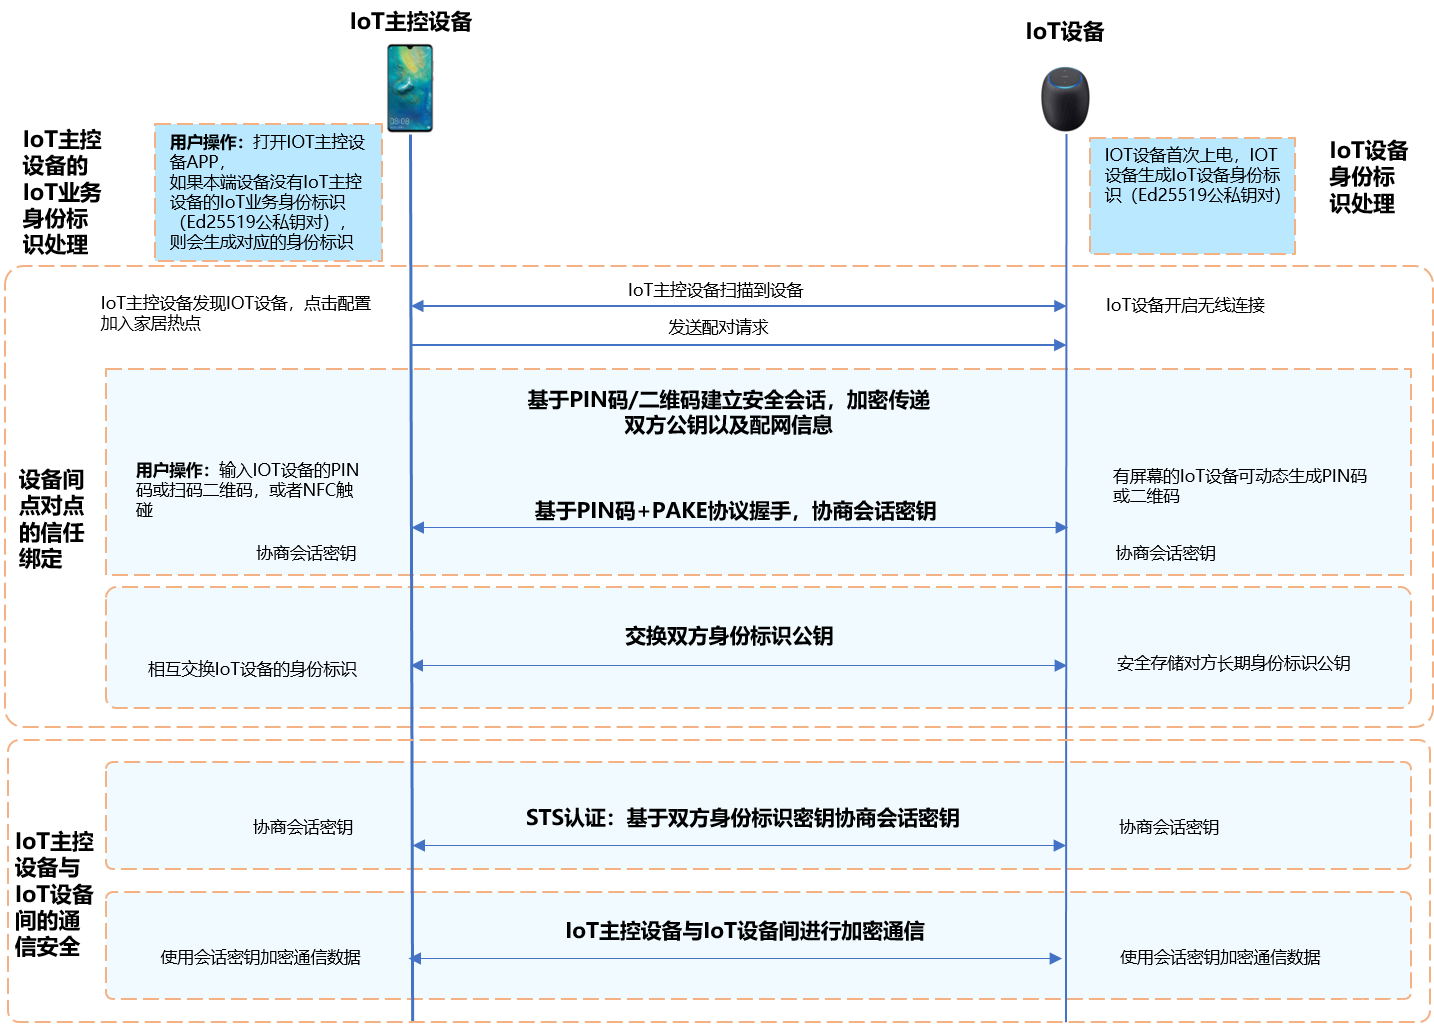 IoT主控设备
IoT设备
08:08
IoT主控
设备的
IoT业务
身份标
识处理
用户操作：打开IOT主控设
备APP，
如果本端设备没有IoT主控
设备的IoT业务身份标识
（Ed25519公私钥对），
则会生成对应的身份标识
IOT设备首次上电，IOT
设备生成IoT设备身份标
识（Ed25519公私钥对）
IoT设备
身份标
识处理
IoT主控设备发现IOT设备，点击配置
加入家居热点
IoT主控设备扫描到设备
IoT设备开启无线连接
发送配对请求
设备间
点对点
的信任
绑定
基于PIN码/二维码建立安全会话，加密传递
双方公钥以及配网信息
用户操作：输入IOT设备的PIN
码或扫码二维码，或者NFC触
碰
有屏幕的IoT设备可动态生成PIN码
或二维码
基于PIN码+PAKE协议握手，协商会话密钥
协商会话密钥
协商会话密钥
交换双方身份标识公钥
相互交换IoT设备的身份标识
安全存储对方长期身份标识公钥
IoT主控
设备与
IoT设备
间的通
信安全
STS认证：基于双方身份标识密钥协商会话密钥
协商会话密钥
协商会话密钥
IoT主控设备与IoT设备间进行加密通信
使用会话密钥加密通信数据
使用会话密钥加密通信数据